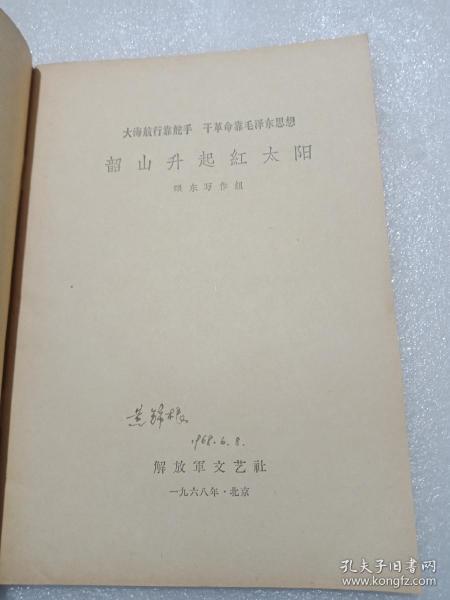 大海航行靠舵手 干革命靠毛泽东思想
韶山升起紅太阳
颂东写作組
1968.6.8.
解放軍文艺社
一九六八年·北京
孔夫子旧书网
www.kongfz.com